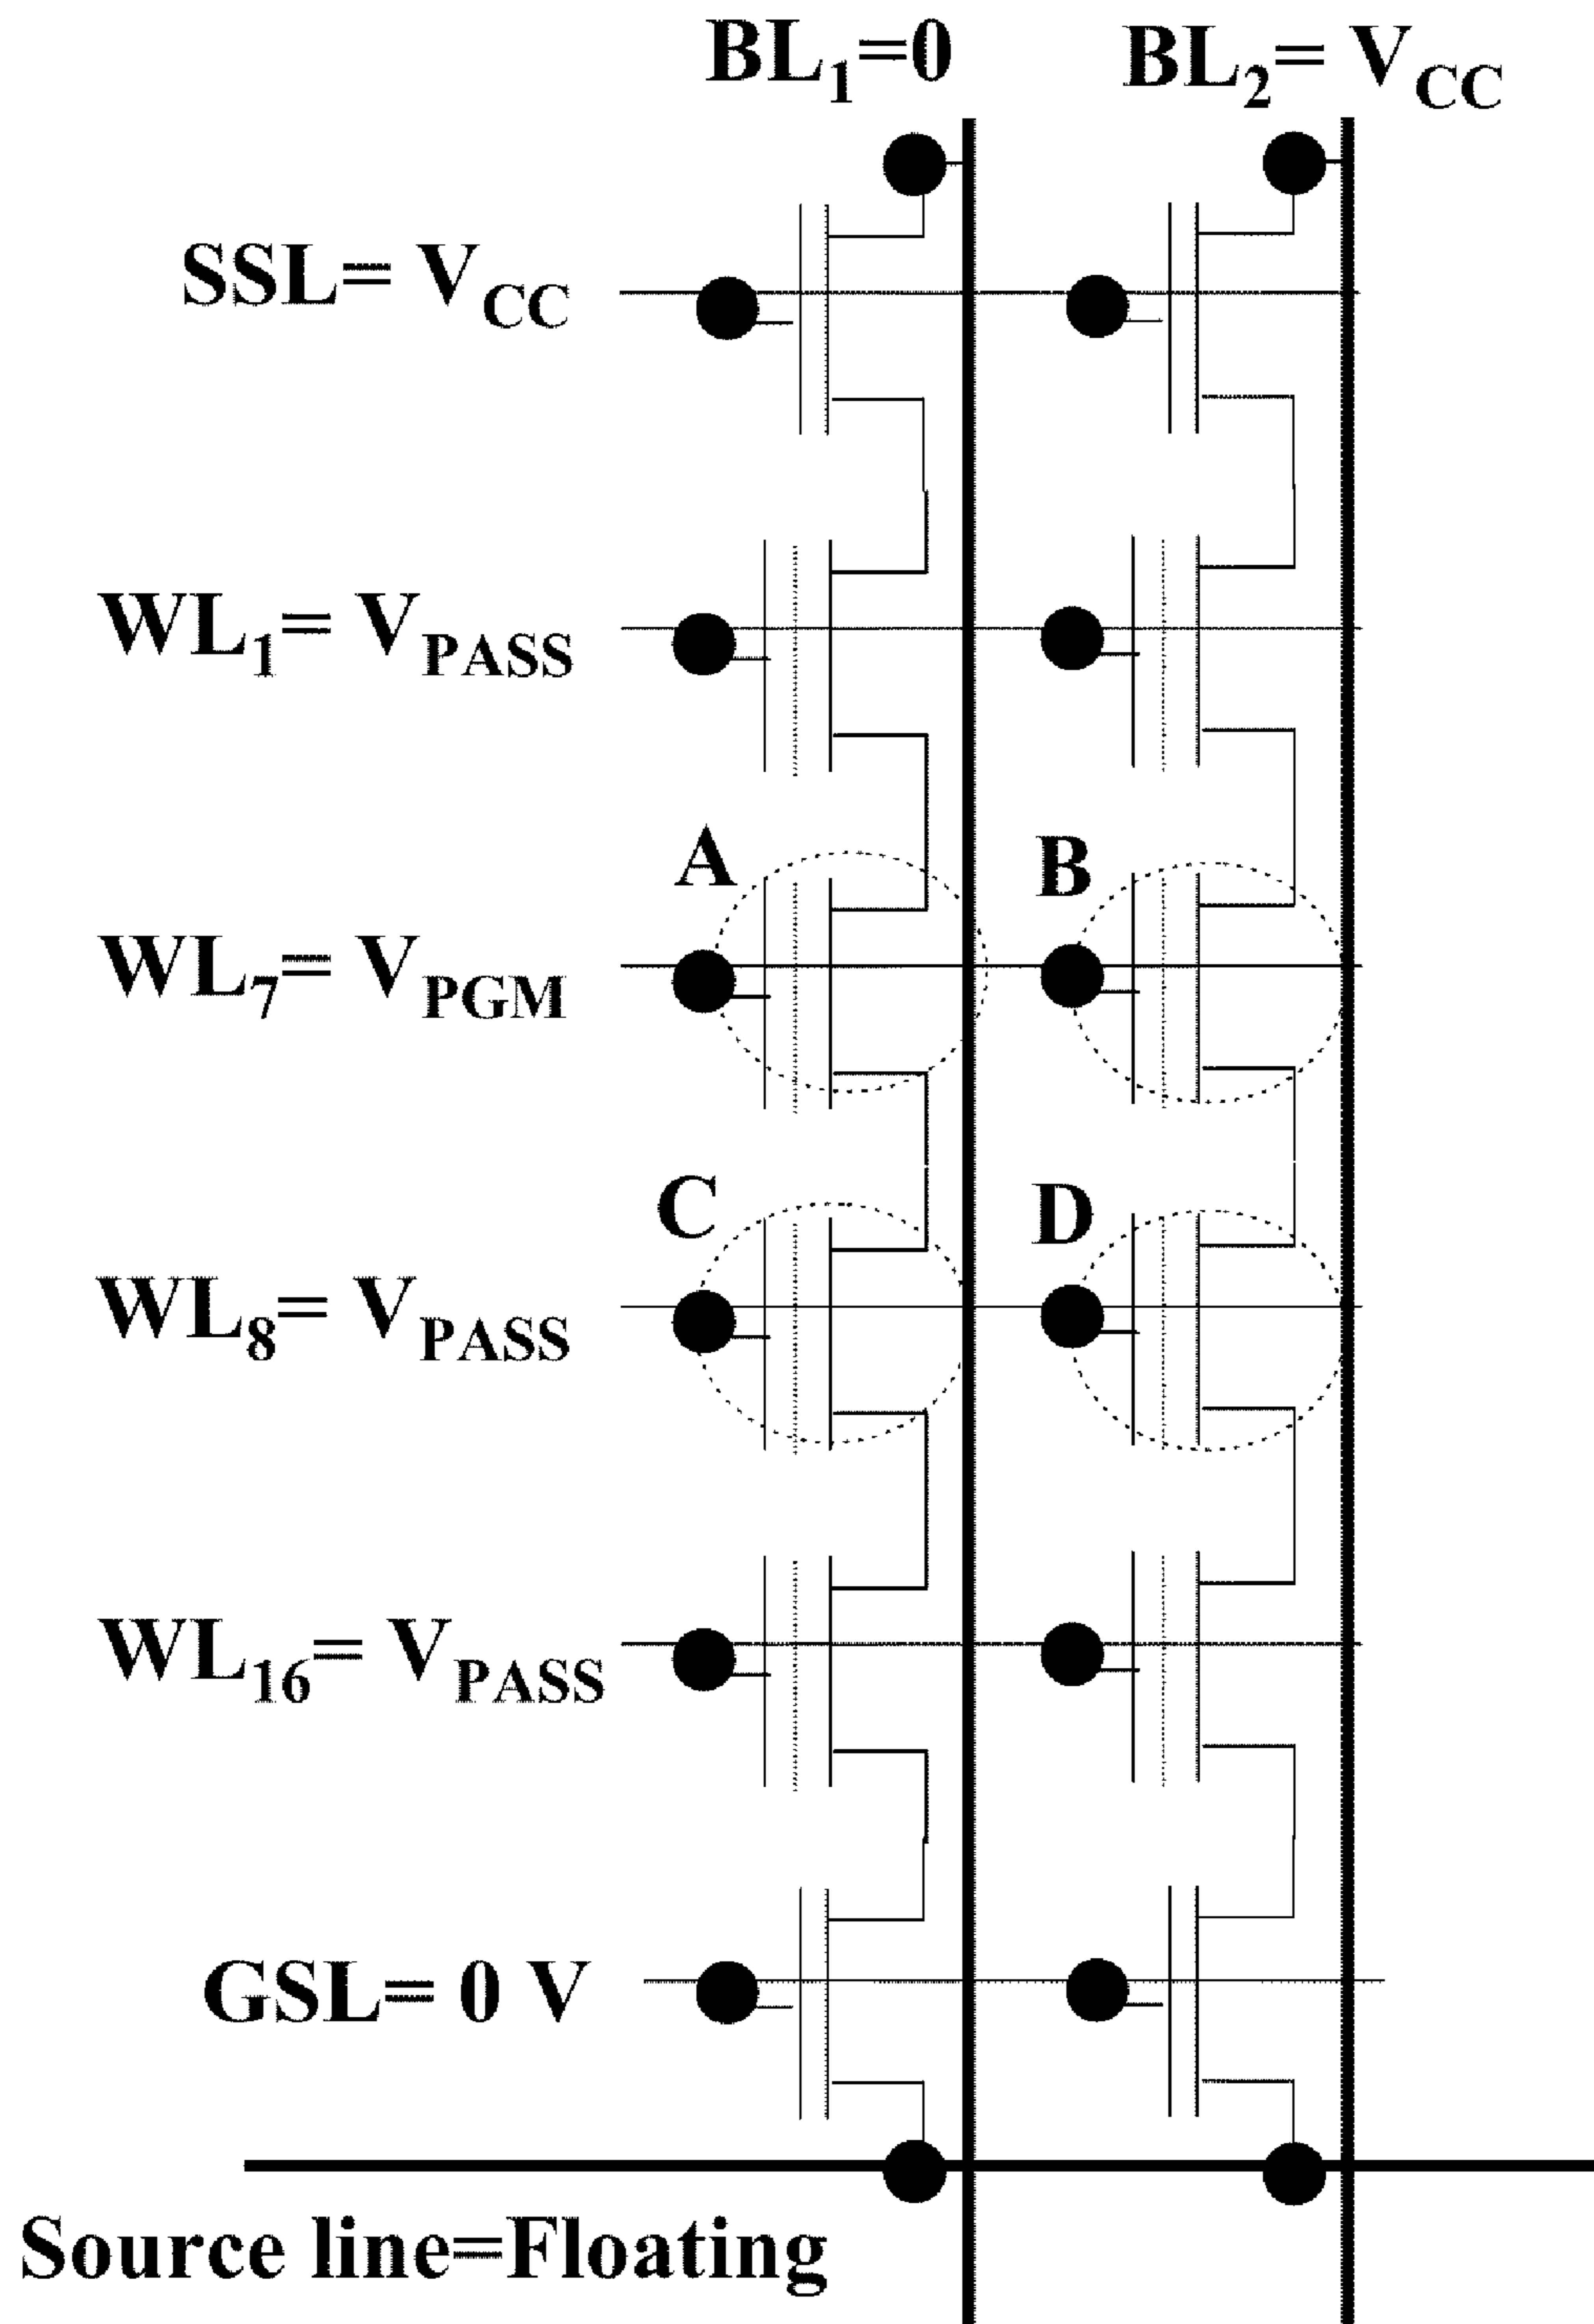 BL1=0 BL2= VCC
SSL= VCC
WL1= VPASS
A B
WL7= VPGM
C D
WL8= VPASS
WL16= VPASS
GSL= 0 V
Source line=Floating